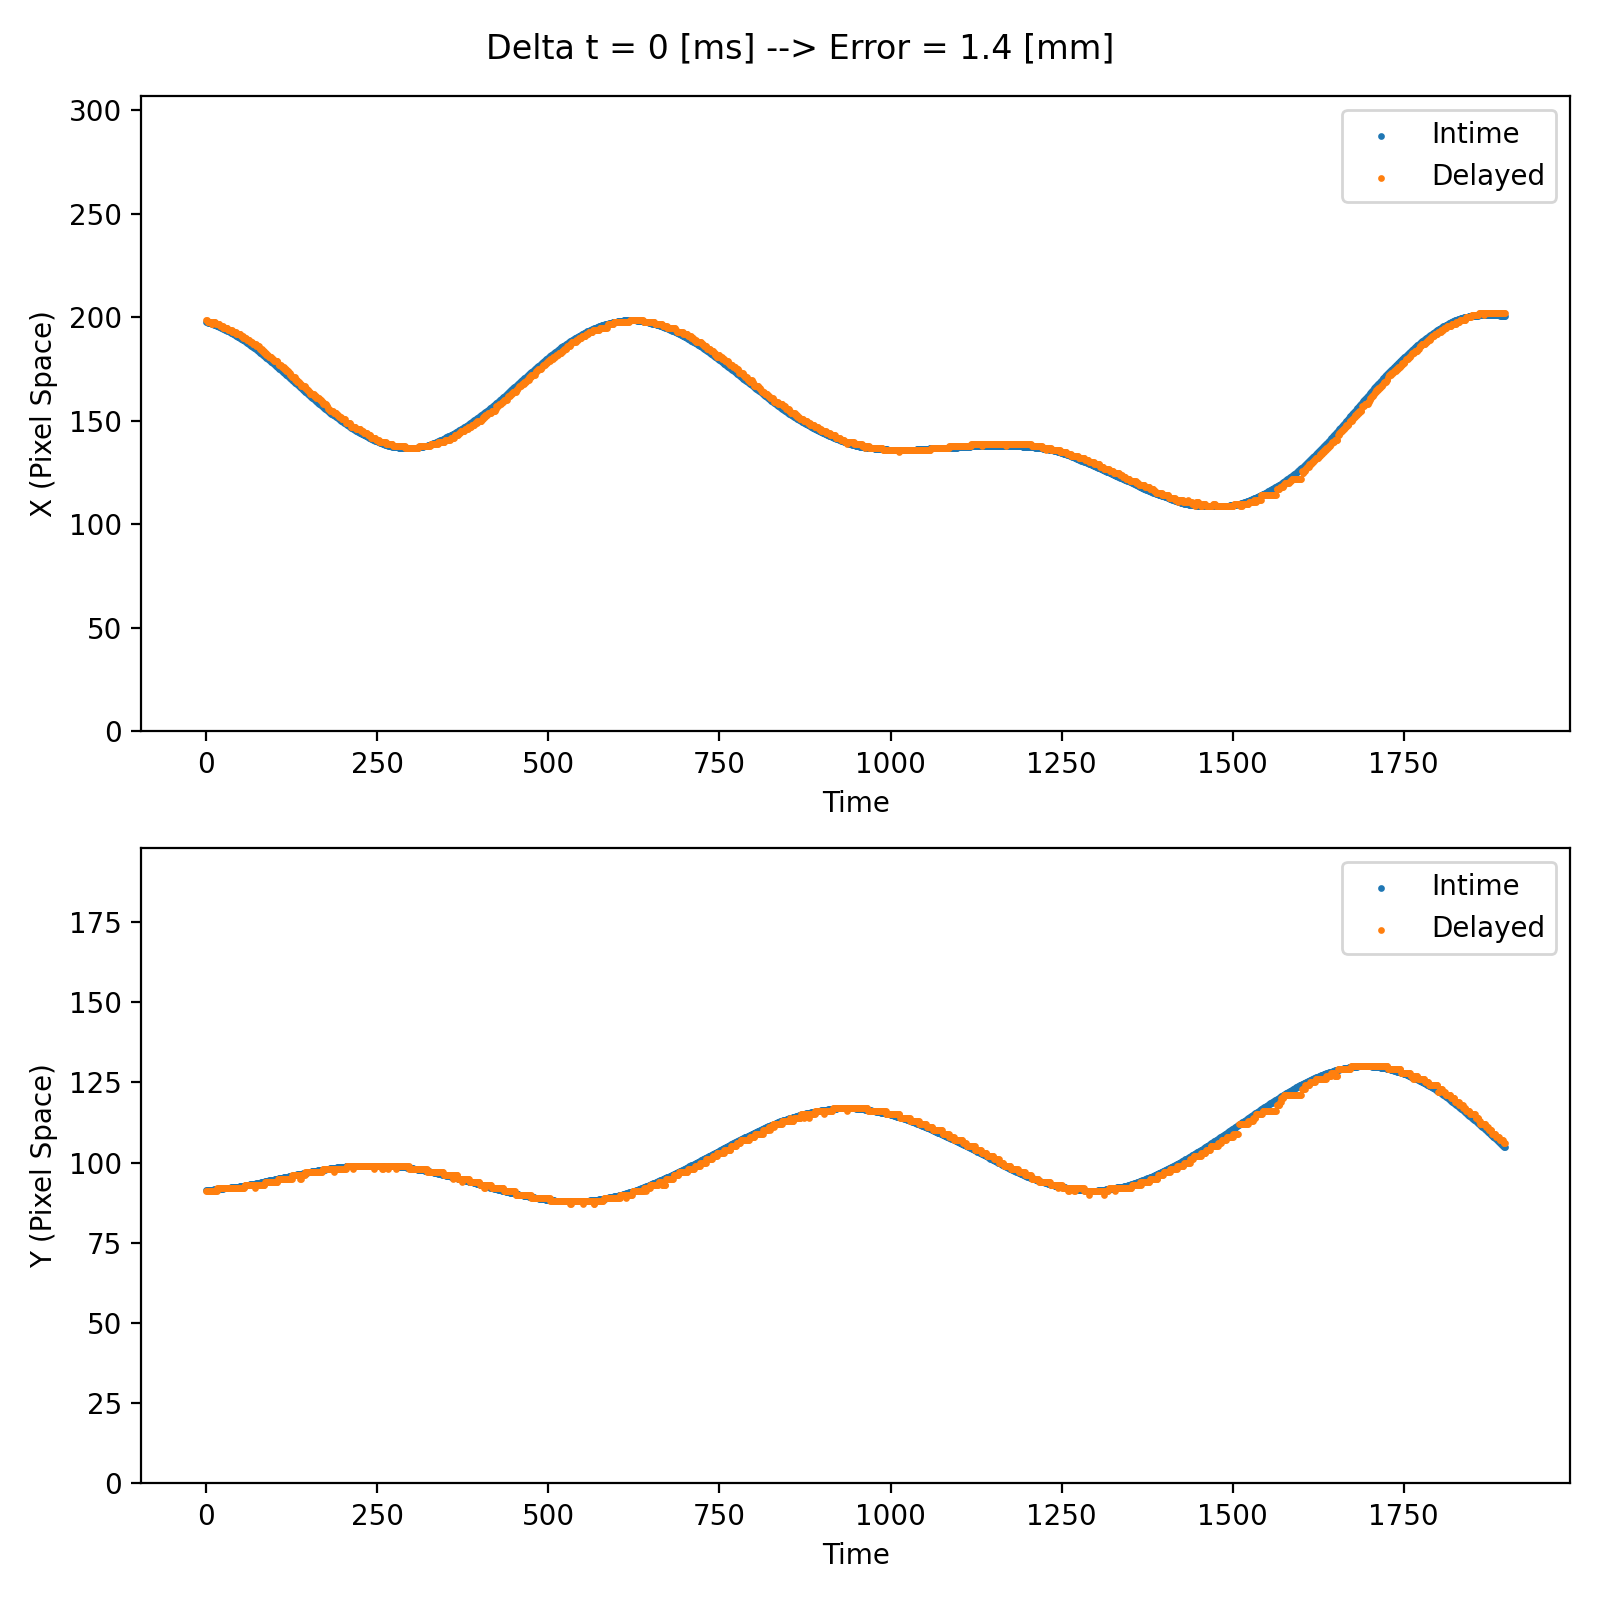 Delta t = 0 [ms] --> Error = 1.4 [mm]
300
250
200
150
100
50
0
X (Pixel Space)
Intime
Delayed
0 250 500 750 1000 1250 1500 1750
Time
175
150
125
100
75
50
25
0
Y (Pixel Space)
Intime
Delayed
0 250 500 750 1000 1250 1500 1750
Time